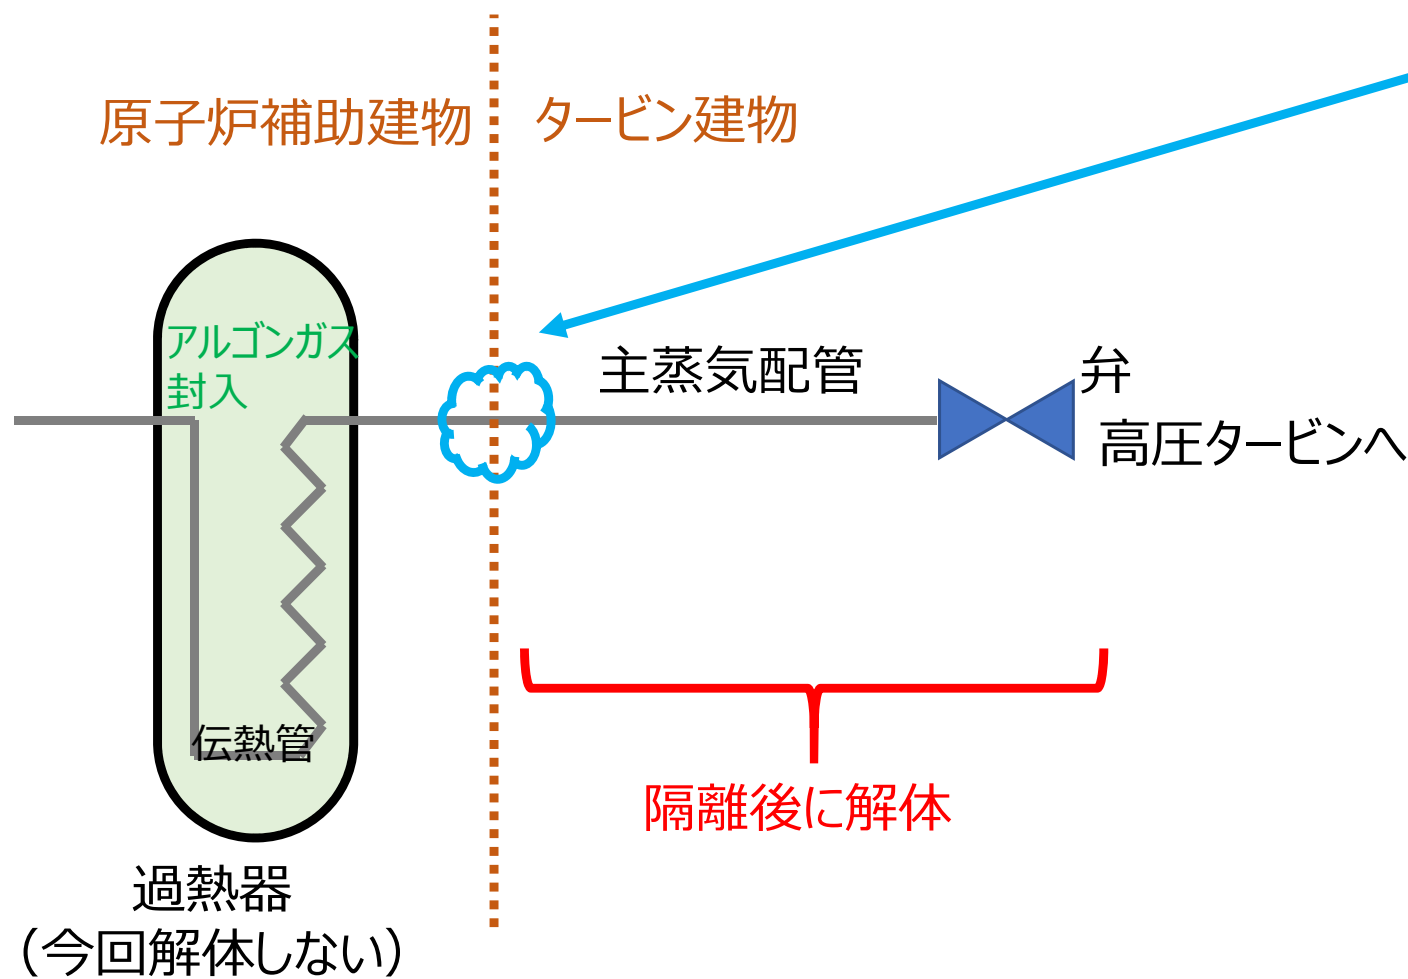 原子炉補助建物
タービン建物
アルゴンガス
封入
主蒸気配管
弁
高圧タービンへ
伝熱管
隔離後に解体
過熱器
（今回解体しない）